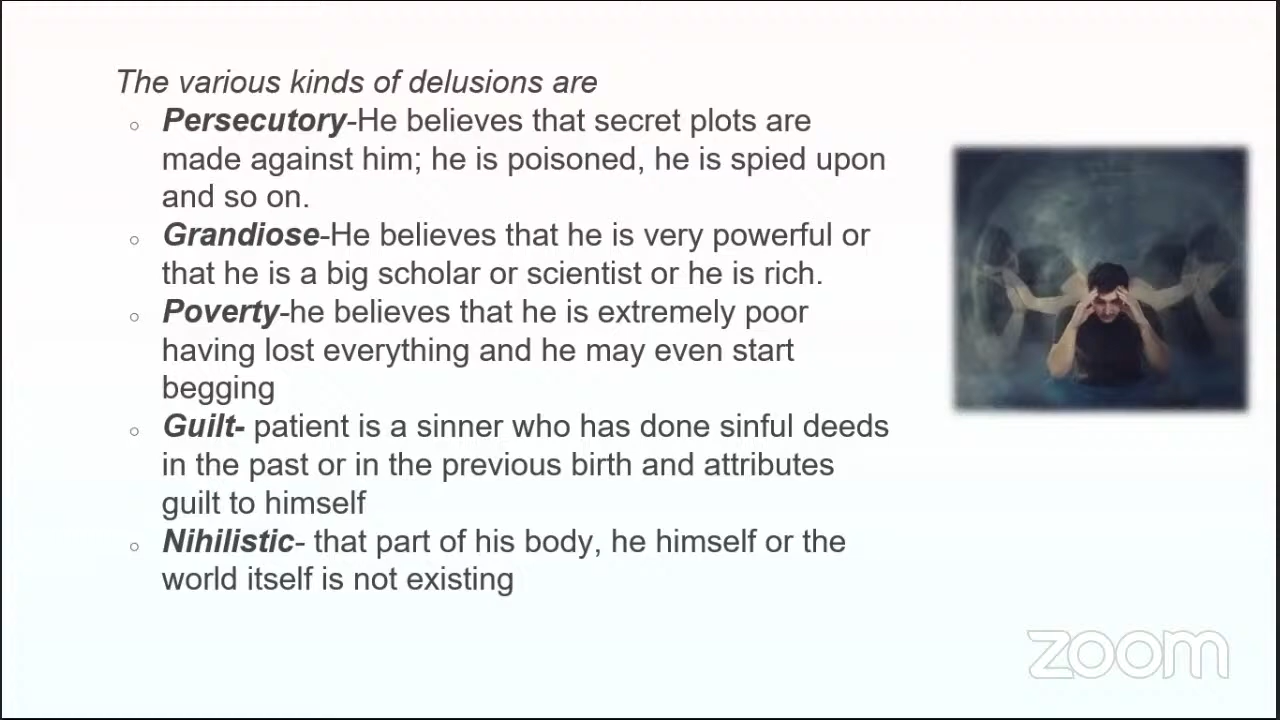 The various kinds of delusions are
○ Persecutory-He believes that secret plots are
made against him; he is poisoned, he is spied upon
and so on.
○ Grandiose-He believes that he is very powerful or
that he is a big scholar or scientist or he is rich.
○ Poverty-he believes that he is extremely poor
having lost everything and he may even start
begging
○ Guilt- patient is a sinner who has done sinful deeds
in the past or in the previous birth and attributes
guilt to himself
○ Nihilistic- that part of his body, he himself or the
world itself is not existing
zoom